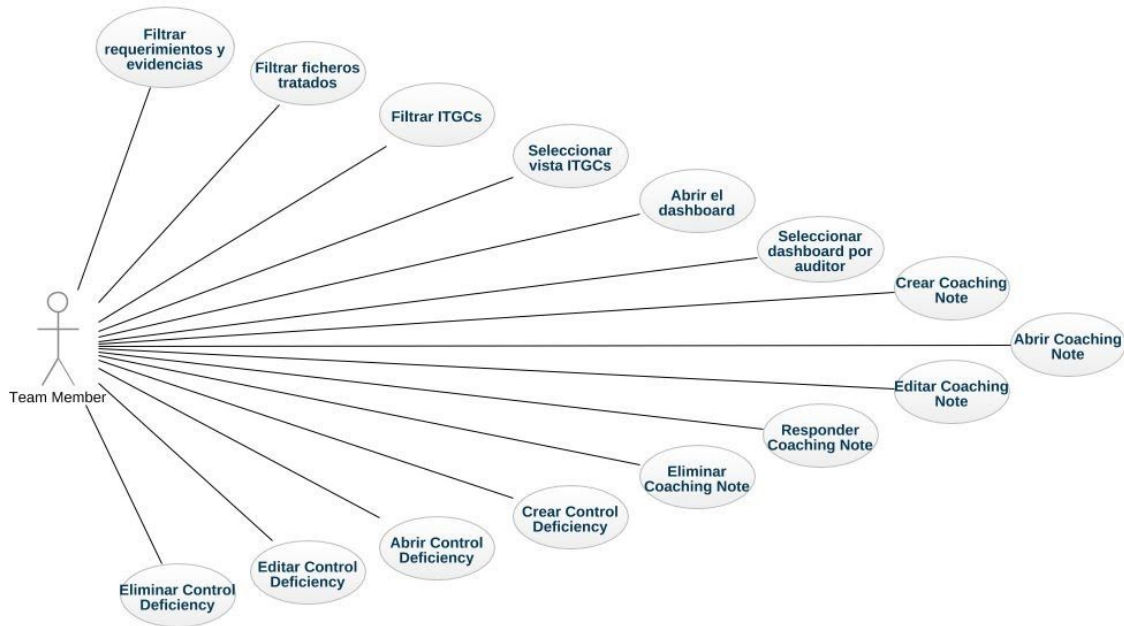 Filtrar
requerimientos y
evidencias
Filtrar ficheros
tratados
Filtrar ITGCs
Seleccionar
vista ITGCs
Abrir el
dashboard
Seleccionar
dashboard por
auditor
Crear Coaching
Note
Abrir Coaching
Note
Team Member
Editar Coaching
Note
Responder
Coaching Note
Eliminar
Coaching Note
Crear Control
Deficiency
Abrir Control
Deficiency
Editar Control
Deficiency
Eliminar Control
Deficiency